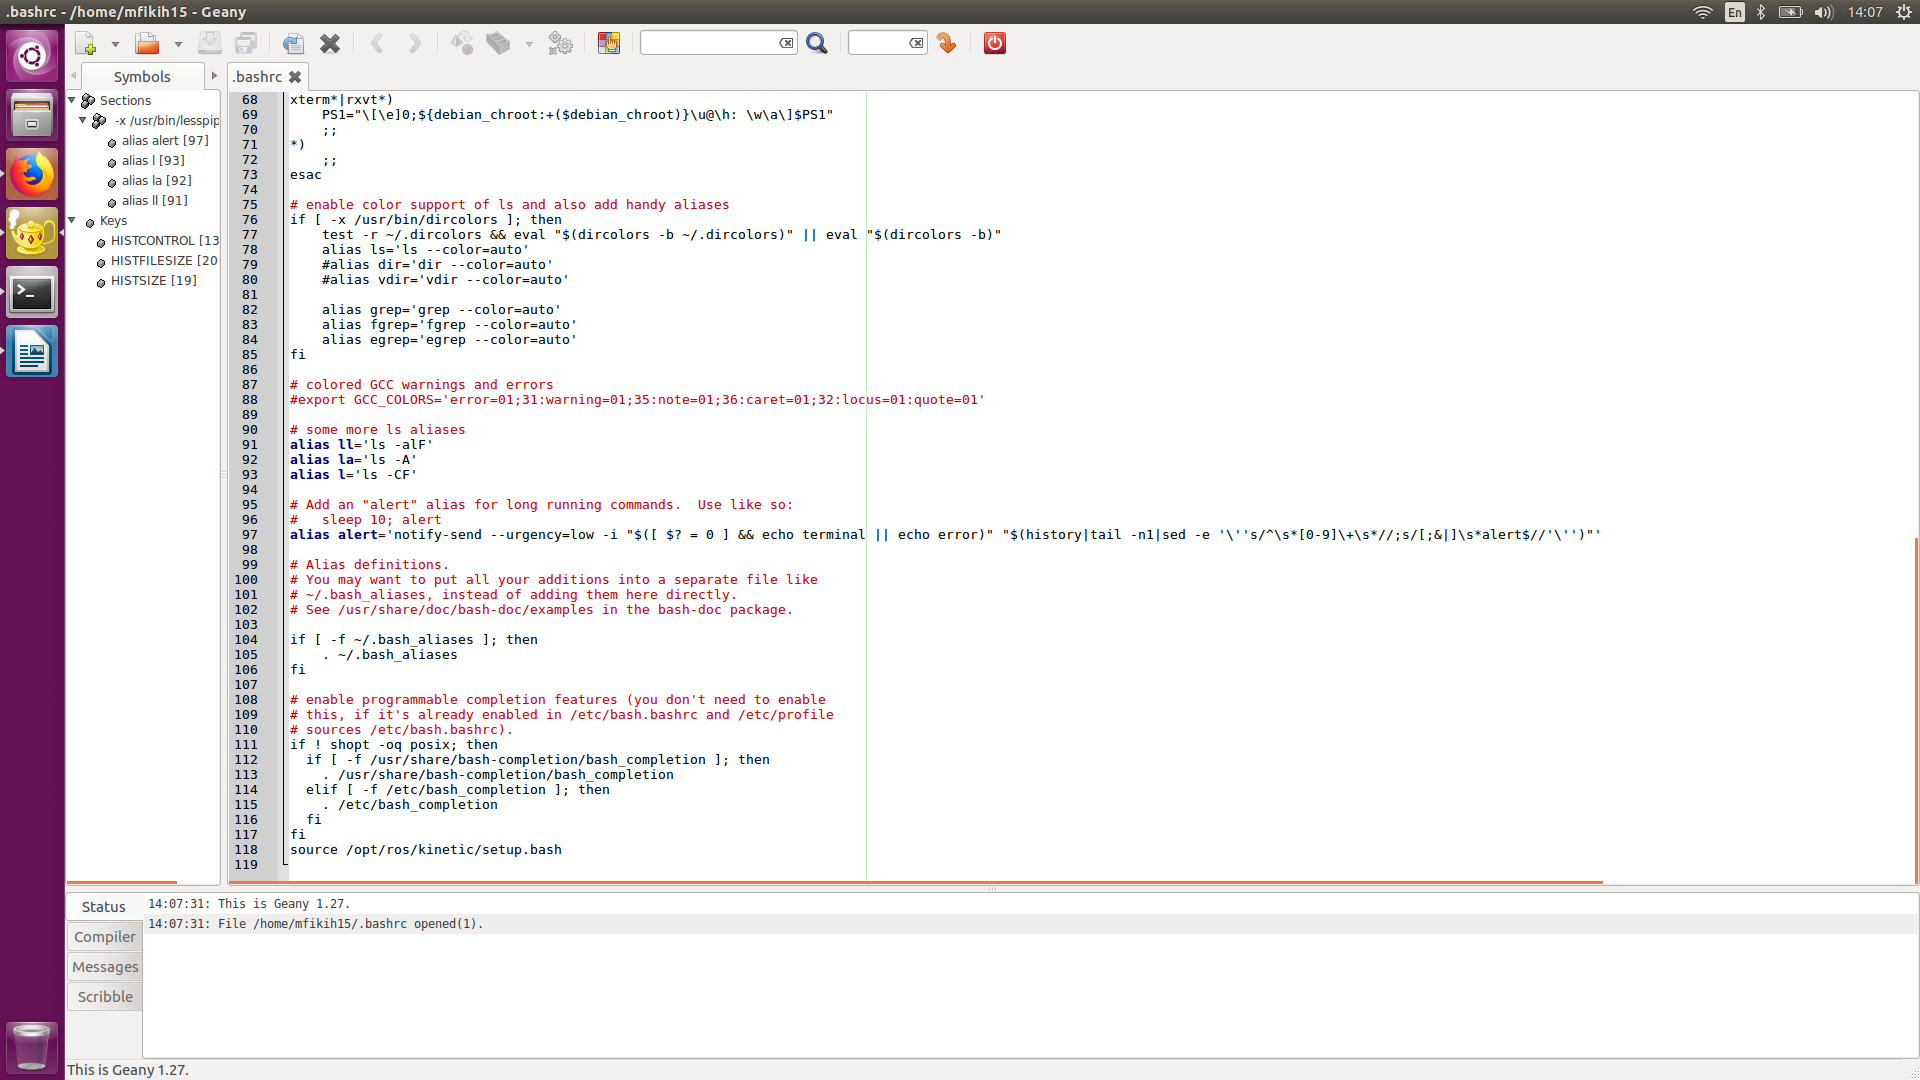 .bashrc - /home/mfikih15 - Geany
En
14:07
Symbols
.bashrc
Sections
-x /usr/bin/lesspip
alias alert [97]
alias l [93]
alias la [92]
alias ll [91]
Keys
HISTCONTROL [13
HISTFILESIZE [20
HISTSIZE [19]
68 xterm*|rxvt*)
69     PS1="\[\e]0;${debian_chroot:+($debian_chroot)}\u@\h: \w\a\]$PS1"
70     ;;
71 *)
72     ;;
73 esac
74
75 # enable color support of ls and also add handy aliases
76 if [ -x /usr/bin/dircolors ]; then
77     test -r ~/.dircolors && eval "$(dircolors -b ~/.dircolors)" || eval "$(dircolors -b)"
78     alias ls='ls --color=auto'
79     #alias dir='dir --color=auto'
80     #alias vdir='vdir --color=auto'
81
82     alias grep='grep --color=auto'
83     alias fgrep='fgrep --color=auto'
84     alias egrep='egrep --color=auto'
85 fi
86
87 # colored GCC warnings and errors
88 #export GCC_COLORS='error=01;31:warning=01;35:note=01;36:caret=01;32:locus=01:quote=01'
89
90 # some more ls aliases
91 alias ll='ls -alF'
92 alias la='ls -A'
93 alias l='ls -CF'
94
95 # Add an "alert" alias for long running commands.  Use like so:
96 #   sleep 10; alert
97 alias alert='notify-send --urgency=low -i "$([ $? = 0 ] && echo terminal || echo error)" "$(history|tail -n1|sed -e '\''s/^\s*[0-9]\+\s*//;s/[;&|]\s*alert$//'\'')"'
98
99 # Alias definitions.
100 # You may want to put all your additions into a separate file like
101 # ~/.bash_aliases, instead of adding them here directly.
102 # See /usr/share/doc/bash-doc/examples in the bash-doc package.
103
104 if [ -f ~/.bash_aliases ]; then
105     . ~/.bash_aliases
106 fi
107
108 # enable programmable completion features (you don't need to enable
109 # this, if it's already enabled in /etc/bash.bashrc and /etc/profile
110 # sources /etc/bash.bashrc).
111 if ! shopt -oq posix; then
112   if [ -f /usr/share/bash-completion/bash_completion ]; then
113     . /usr/share/bash-completion/bash_completion
114   elif [ -f /etc/bash_completion ]; then
115     . /etc/bash_completion
116   fi
117 fi
118 source /opt/ros/kinetic/setup.bash
119
Status
Compiler
Messages
Scribble
14:07:31: This is Geany 1.27.
14:07:31: File /home/mfikih15/.bashrc opened(1).
This is Geany 1.27.